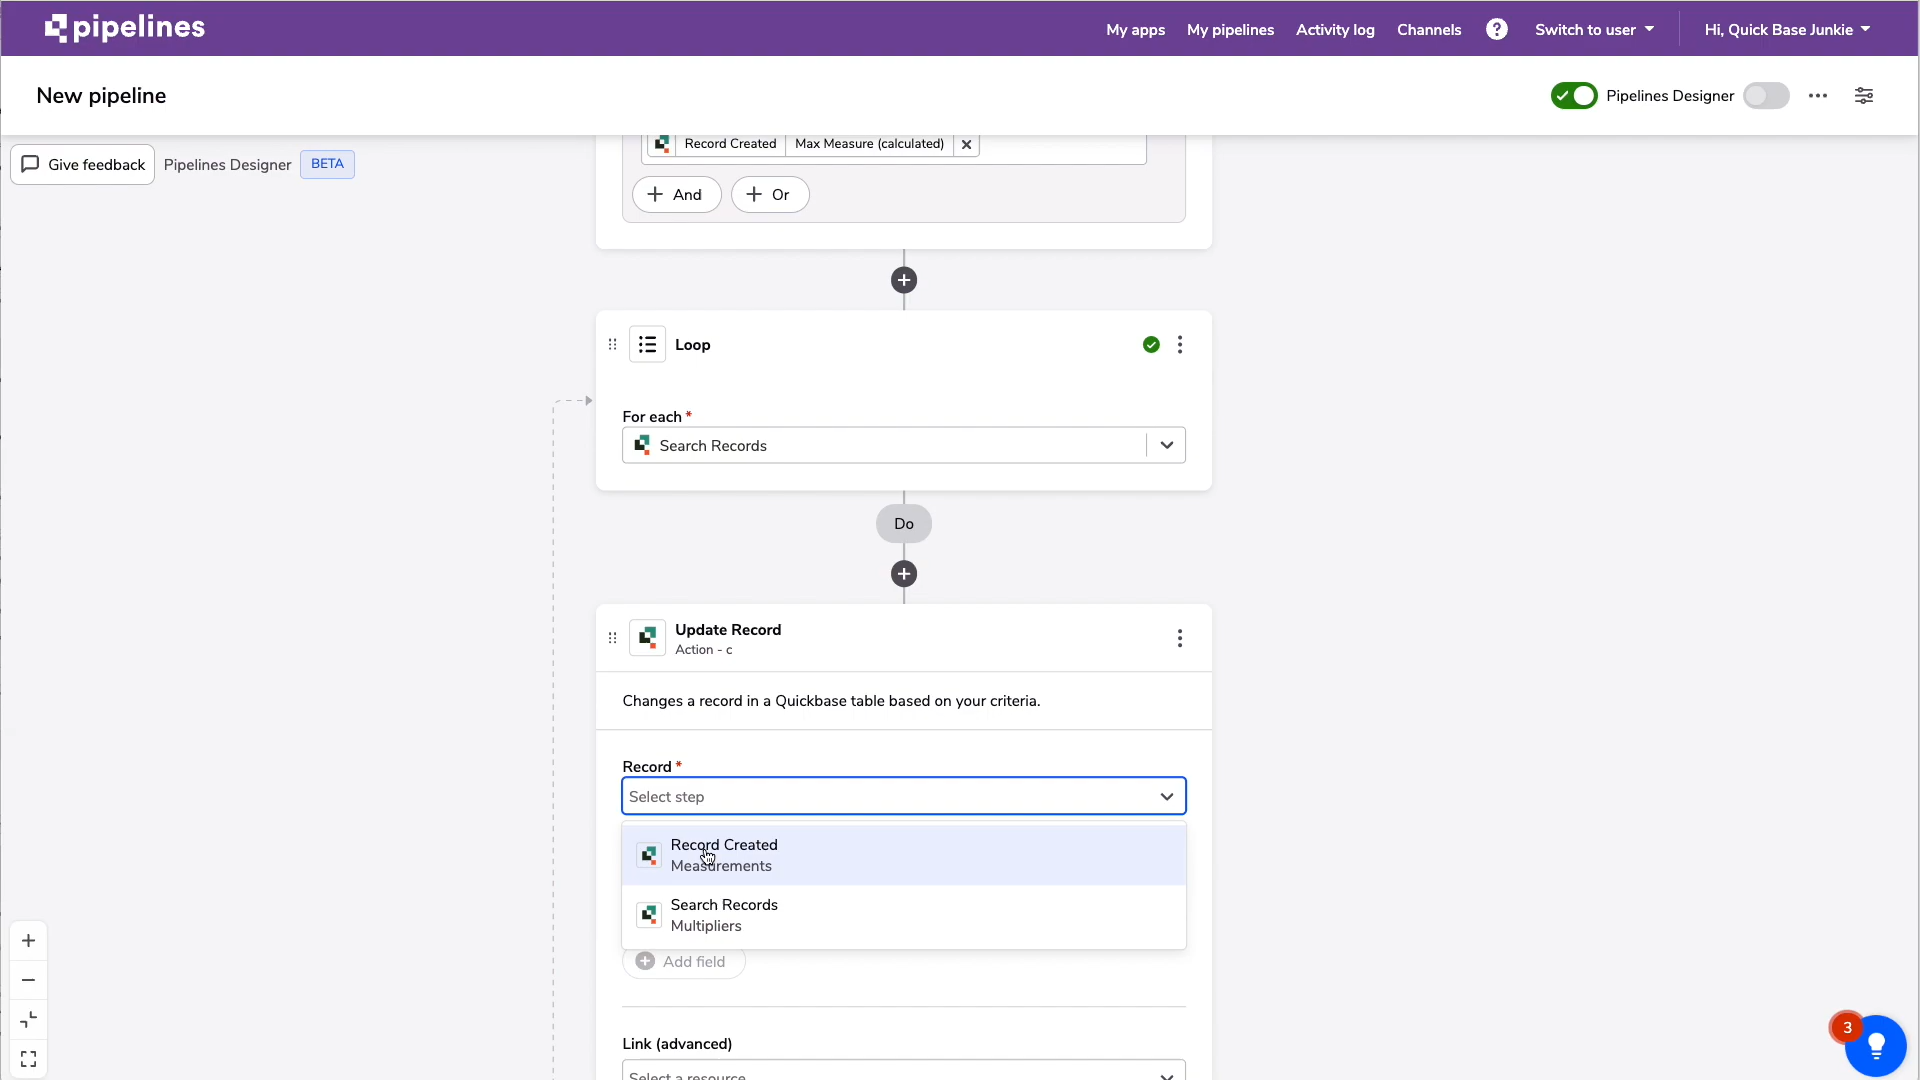 pipelines
My apps
My pipelines
Activity log
Channels
?
Switch to user
Hi, Quick Base Junkie
New pipeline
Pipelines Designer
Give feedback
Pipelines Designer
BETA
Record Created
Max Measure (calculated)
And
Or
Loop
For each *
Search Records
Do
Update Record
Action - c
Changes a record in a Quickbase table based on your criteria.
Record *
Select step
Record Created
Measurements
Search Records
Multipliers
Add field
Link (advanced)
Select a resource
3